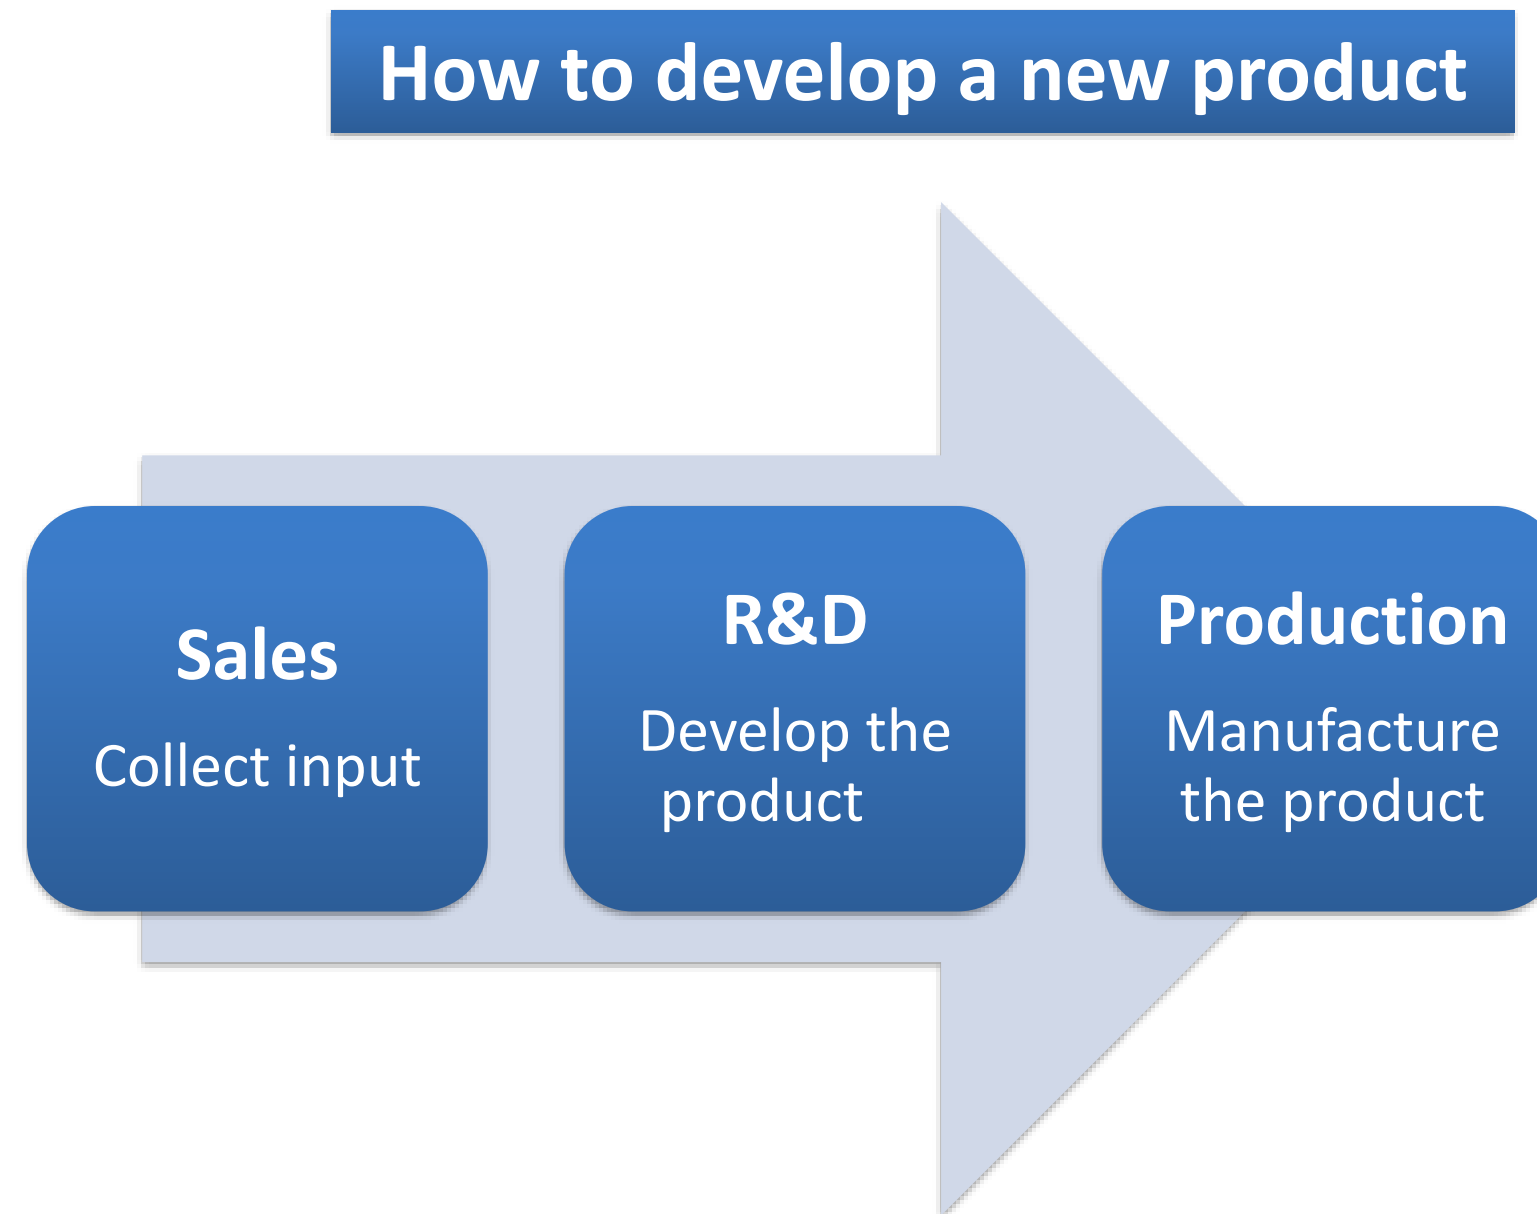 How to develop a new product
Sales
Collect input
R&D
Develop the
product
Production
Manufacture
the product